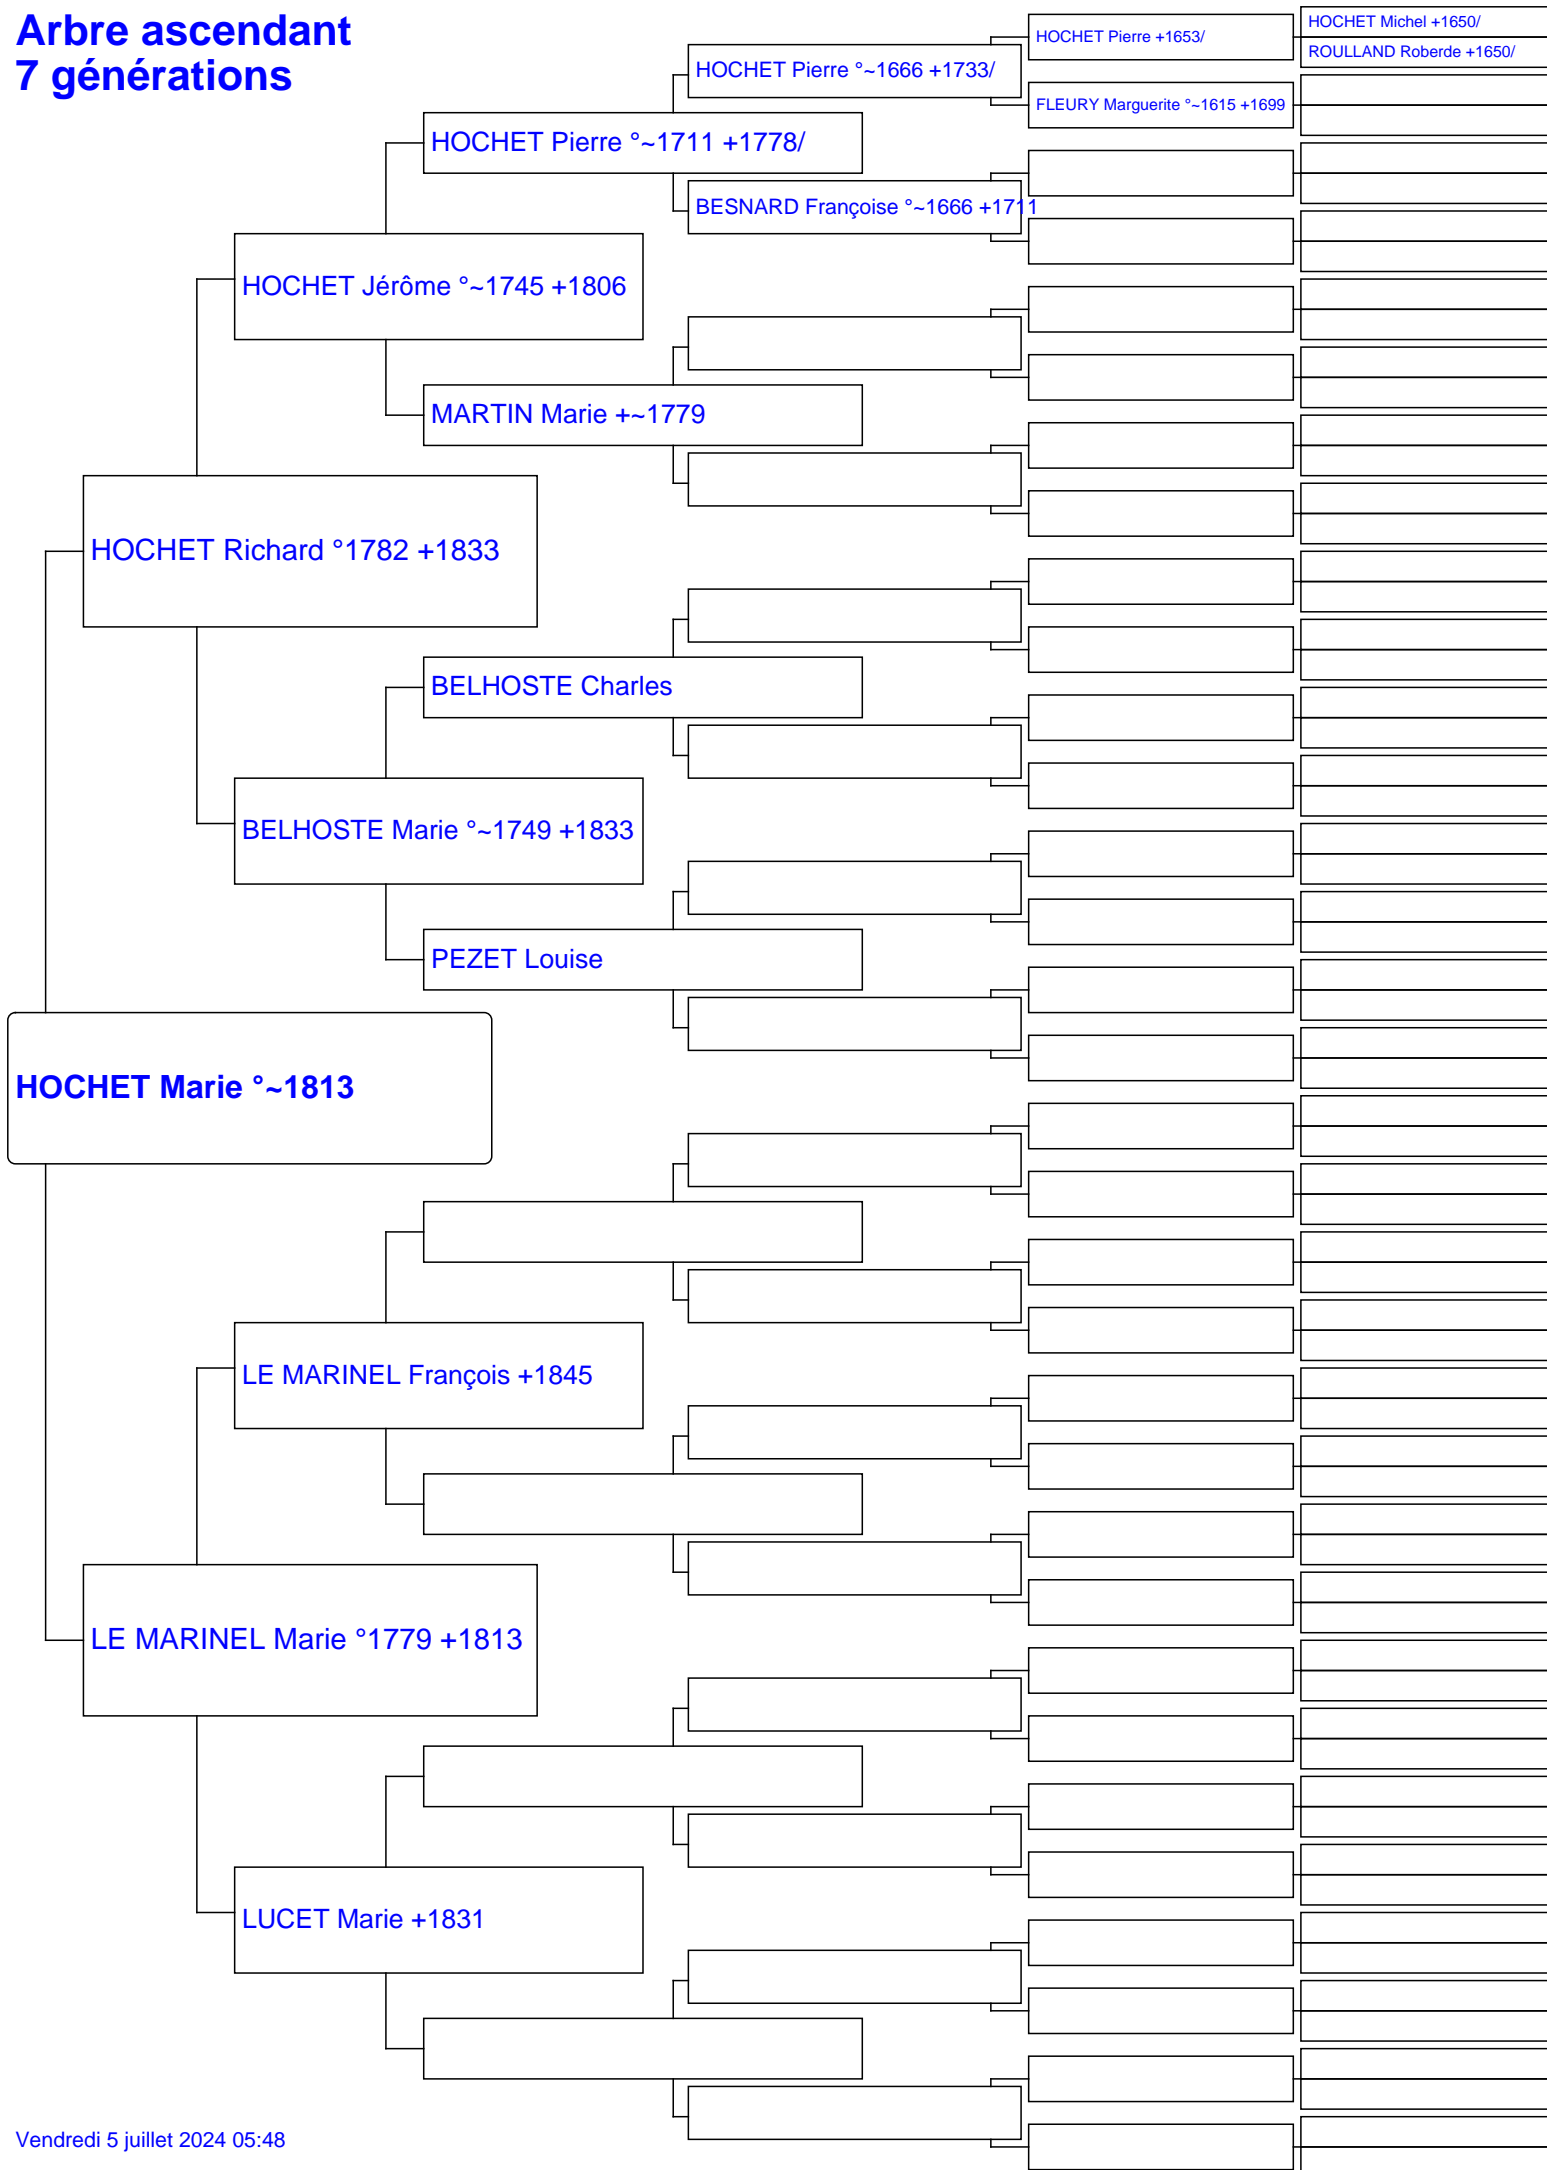 Arbre ascendant
7 générations
HOCHET Michel +1650/
HOCHET Pierre +1653/
ROULLAND Roberde +1650/
HOCHET Pierre °~1666 +1733/
FLEURY Marguerite °~1615 +1699
HOCHET Pierre °~1711 +1778/
BESNARD Françoise °~1666 +1711
HOCHET Jérôme °~1745 +1806
MARTIN Marie +~1779
HOCHET Richard °1782 +1833
BELHOSTE Charles
BELHOSTE Marie °~1749 +1833
PEZET Louise
HOCHET Marie °~1813
LE MARINEL François +1845
LE MARINEL Marie °1779 +1813
LUCET Marie +1831
Vendredi 5 juillet 2024 05:48